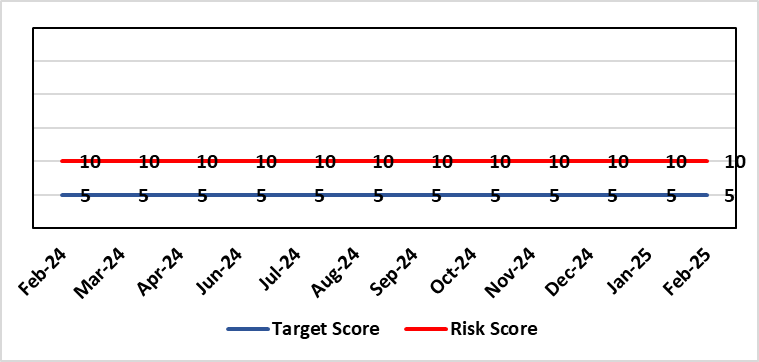 10 10 10 10 10 10 10 10 10 10 10 10
5 5 5 5 5 5 5 5 5 5 5 5
Feb-24 Mar-24 Apr-24 Jun-24 Jul-24 Aug-24 Sep-24 Oct-24 Nov-24 Dec-24 Jan-25 Feb-25
Target Score Risk Score